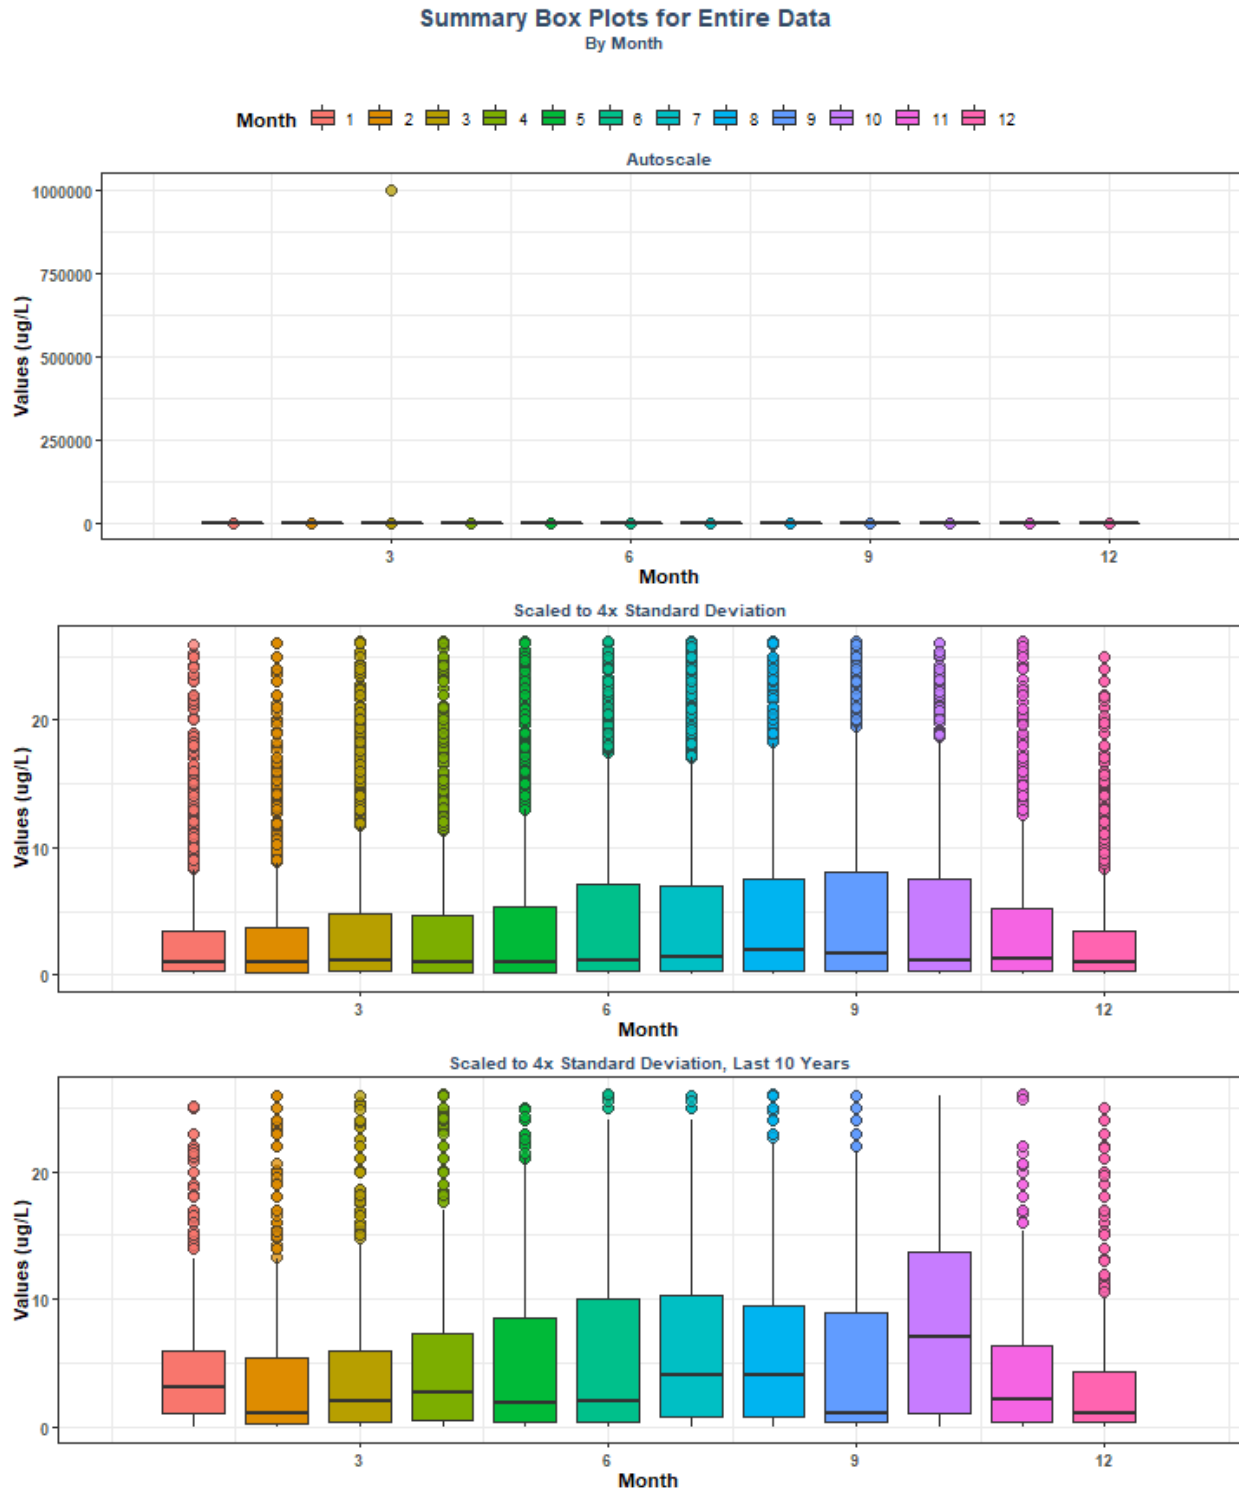 Summary Box Plots for Entire Data
By Month
Month 1 2 3 4 5 6 7 8 9 10 11 12
Autoscale
Values (ug/L)
1000000
750000
500000
250000
0
3 6 9 12
Month
Scaled to 4x Standard Deviation
Values (ug/L)
20
10
0
3 6 9 12
Month
Scaled to 4x Standard Deviation, Last 10 Years
Values (ug/L)
20
10
0
3 6 9 12
Month